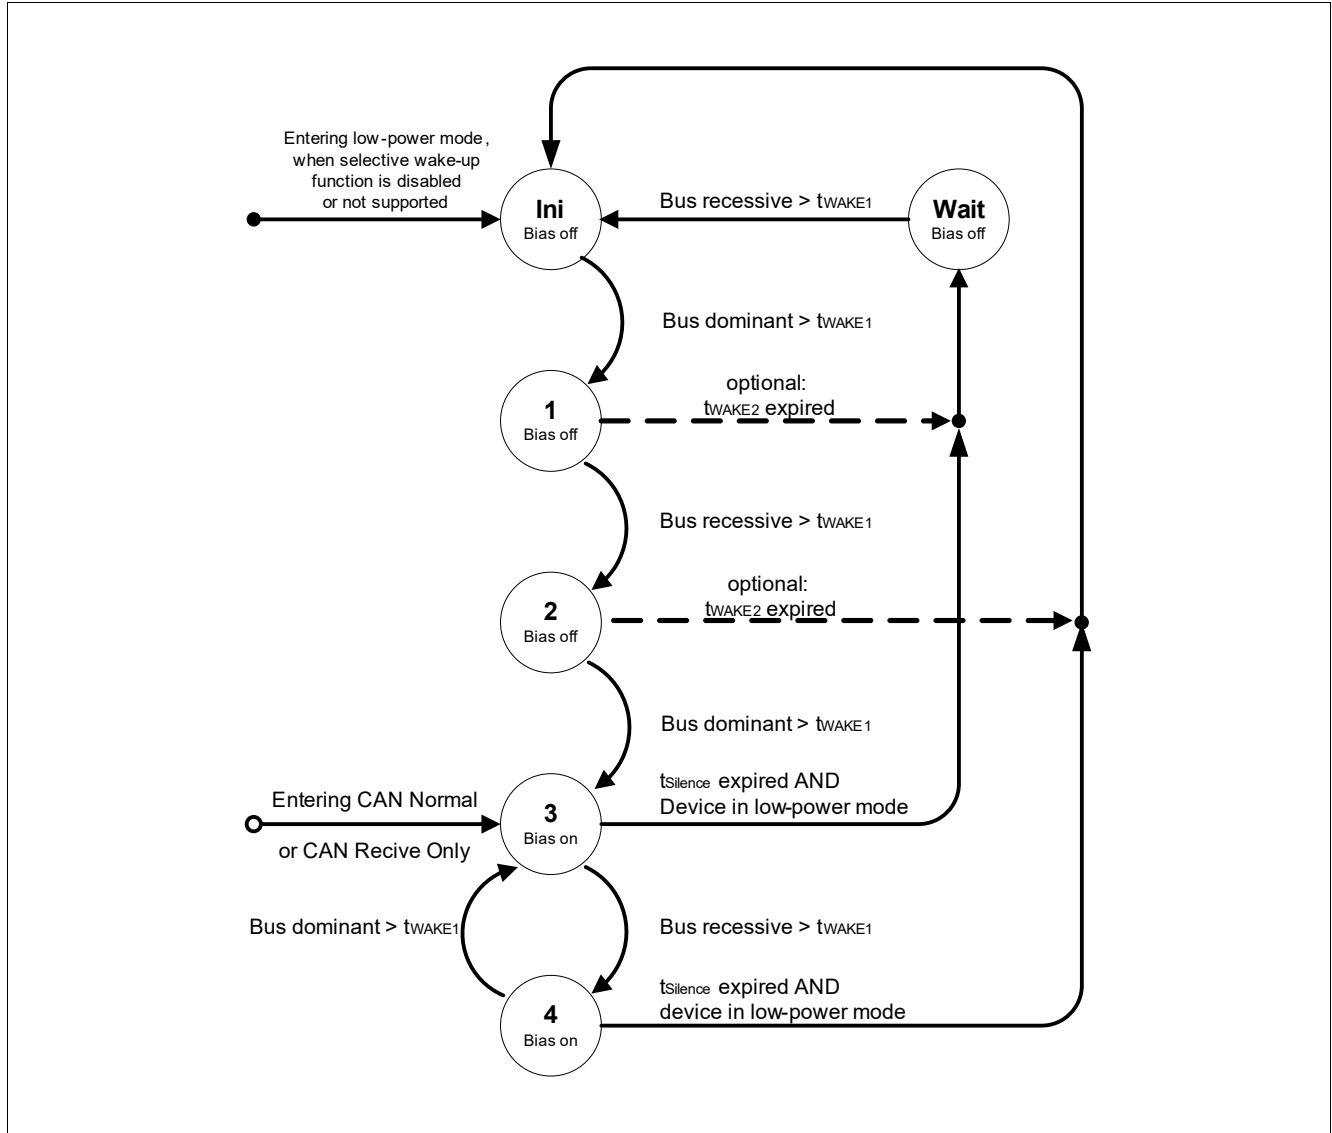 Entering low-power mode,
when selective wake-up
function is disabled
or not supported
Ini
Bias off
Bus recessive > tWAKE1
Wait
Bias off
Bus dominant > tWAKE1
1
Bias off
optional:
tWAKE2 expired
Bus recessive > tWAKE1
2
Bias off
optional:
tWAKE2 expired
Bus dominant > tWAKE1
Entering CAN Normal
or CAN Recive Only
3
Bias on
tSilence expired AND
Device in low-power mode
Bus dominant > tWAKE1
Bus recessive > tWAKE1
4
Bias on
tSilence expired AND
device in low-power mode